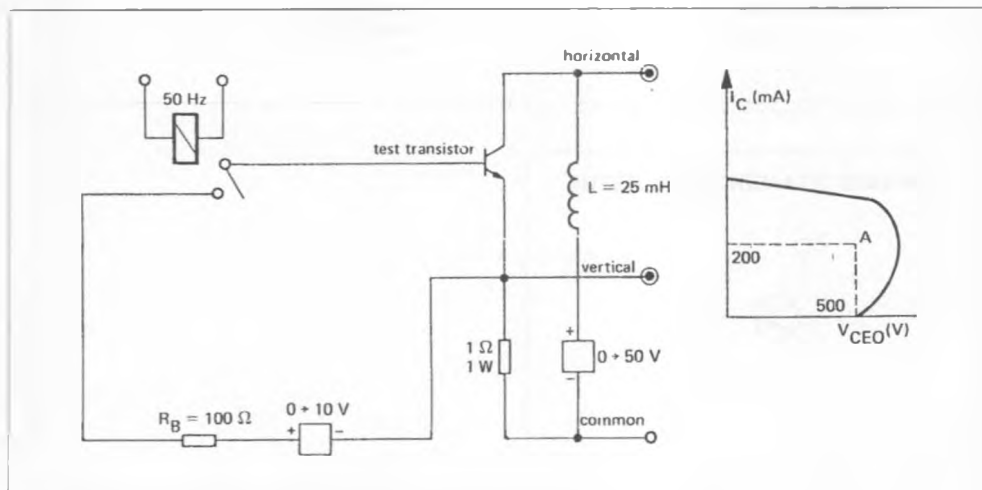 horizontal
50 Hz
test transistor
L = 25 mH
vertical
1 Ω
1 W
+
0 → 50 V
−
common
R_B = 100 Ω
0 → 10 V
+ −
i_C (mA)
A
200
500
V_CEO (V)